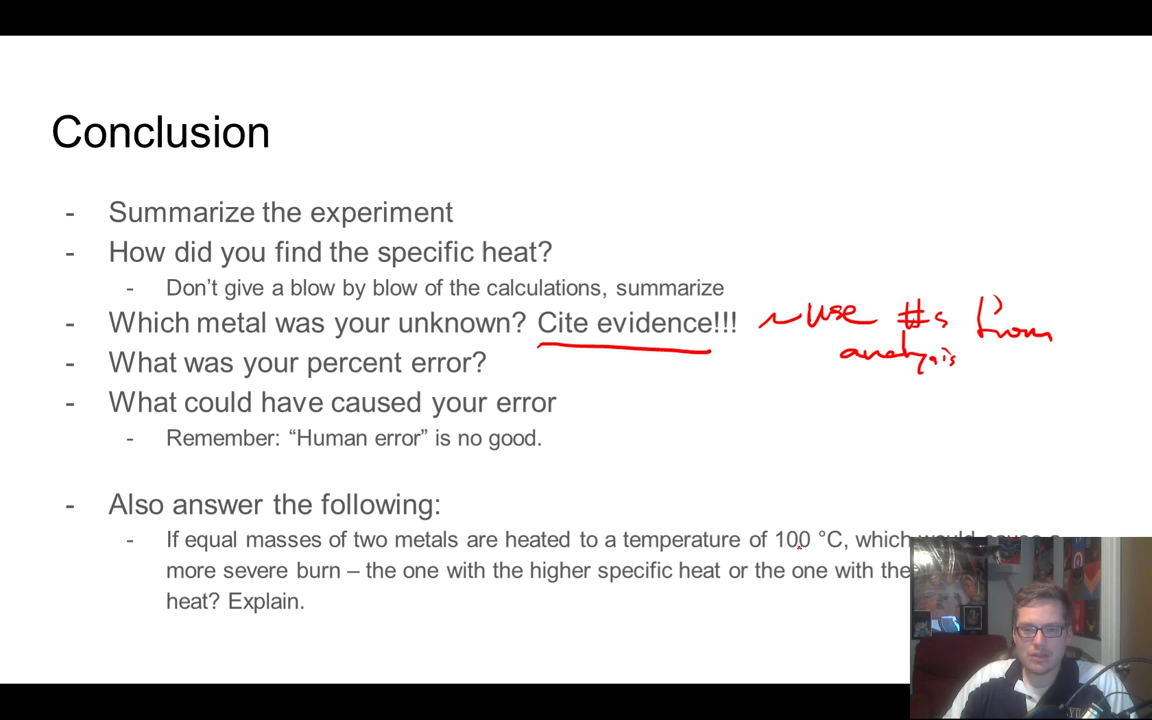 Conclusion
- Summarize the experiment
- How did you find the specific heat?
- Don't give a blow by blow of the calculations, summarize
- Which metal was your unknown? Cite evidence!!! ~ use #s from
analysis
- What was your percent error?
- What could have caused your error
- Remember: “Human error” is no good.
- Also answer the following:
- If equal masses of two metals are heated to a temperature of 100 °C, which would cause a
more severe burn – the one with the higher specific heat or the one with the
heat? Explain.